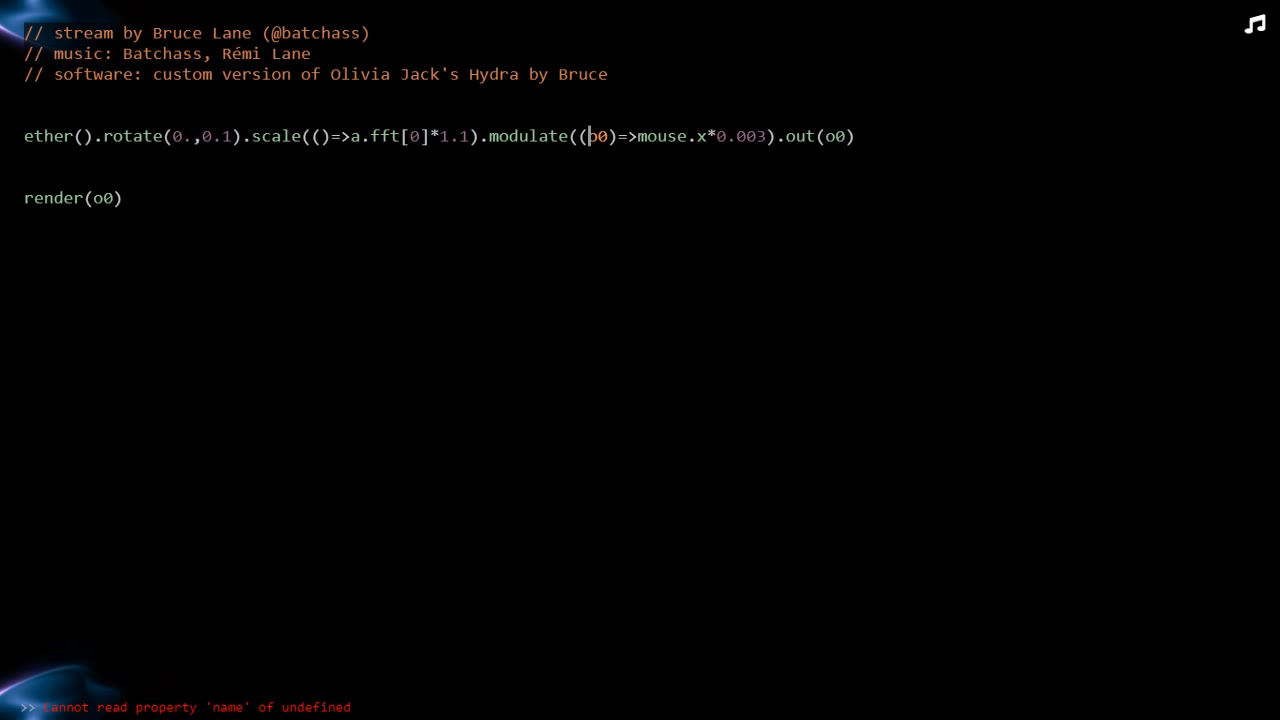 // stream by Bruce Lane (@batchass)
// music: Batchass, Rémi Lane
// software: custom version of Olivia Jack's Hydra by Bruce
ether().rotate(0.,0.1).scale(()=>a.fft[0]*1.1).modulate((o0)=>mouse.x*0.003).out(o0)
render(o0)
>> Cannot read property 'name' of undefined